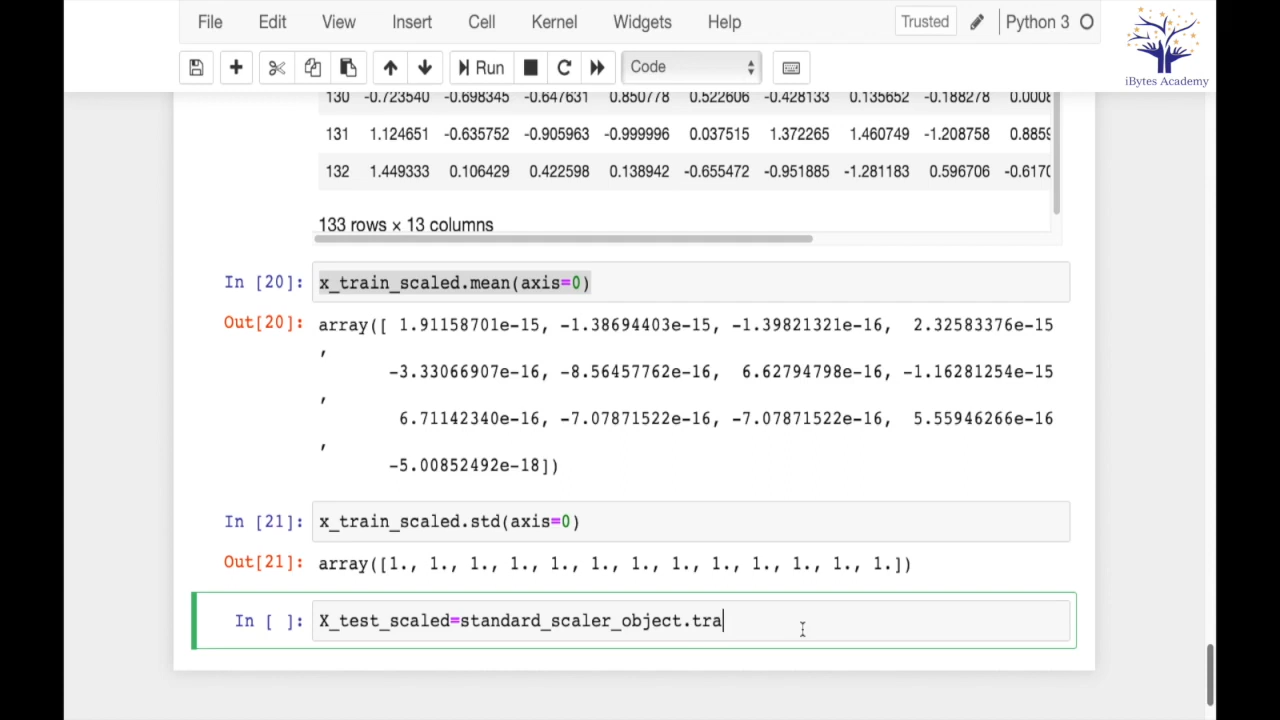 File Edit View Insert Cell Kernel Widgets Help Trusted Python 3
Run Code
iBytes Academy
130 -0.723540 -0.698345 -0.647631 0.850778 0.522606 -0.428133 0.135652 -0.188278 0.0008
131 1.124651 -0.635752 -0.905963 -0.999996 0.037515 1.372265 1.460749 -1.208758 0.8859
132 1.449333 0.106429 0.422598 0.138942 -0.655472 -0.951885 -1.281183 0.596706 -0.6170
133 rows × 13 columns
In [20]: x_train_scaled.mean(axis=0)
Out[20]: array([ 1.91158701e-15, -1.38694403e-15, -1.39821321e-16, 2.32583376e-15
,
-3.33066907e-16, -8.56457762e-16, 6.62794798e-16, -1.16281254e-15
,
6.71142340e-16, -7.07871522e-16, -7.07871522e-16, 5.55946266e-16
,
-5.00852492e-18])
In [21]: x_train_scaled.std(axis=0)
Out[21]: array([1., 1., 1., 1., 1., 1., 1., 1., 1., 1., 1., 1., 1.])
In [ ]: X_test_scaled=standard_scaler_object.tra